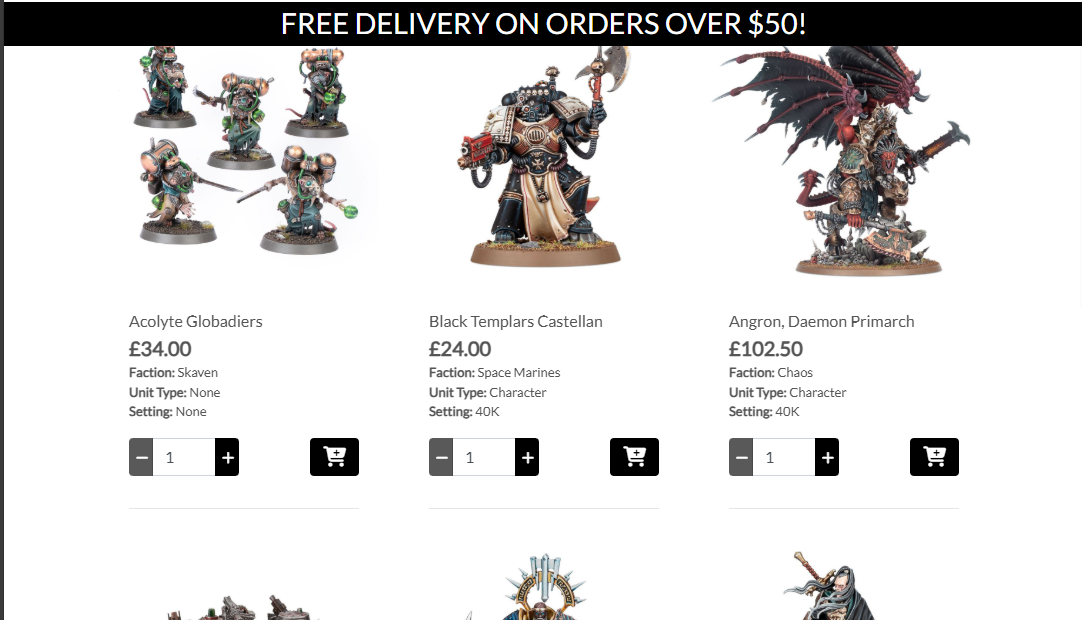 FREE DELIVERY ON ORDERS OVER $50!
Acolyte Globadiers
£34.00
Faction: Skaven
Unit Type: None
Setting: None
1
Black Templars Castellan
£24.00
Faction: Space Marines
Unit Type: Character
Setting: 40K
1
Angron, Daemon Primarch
£102.50
Faction: Chaos
Unit Type: Character
Setting: 40K
1